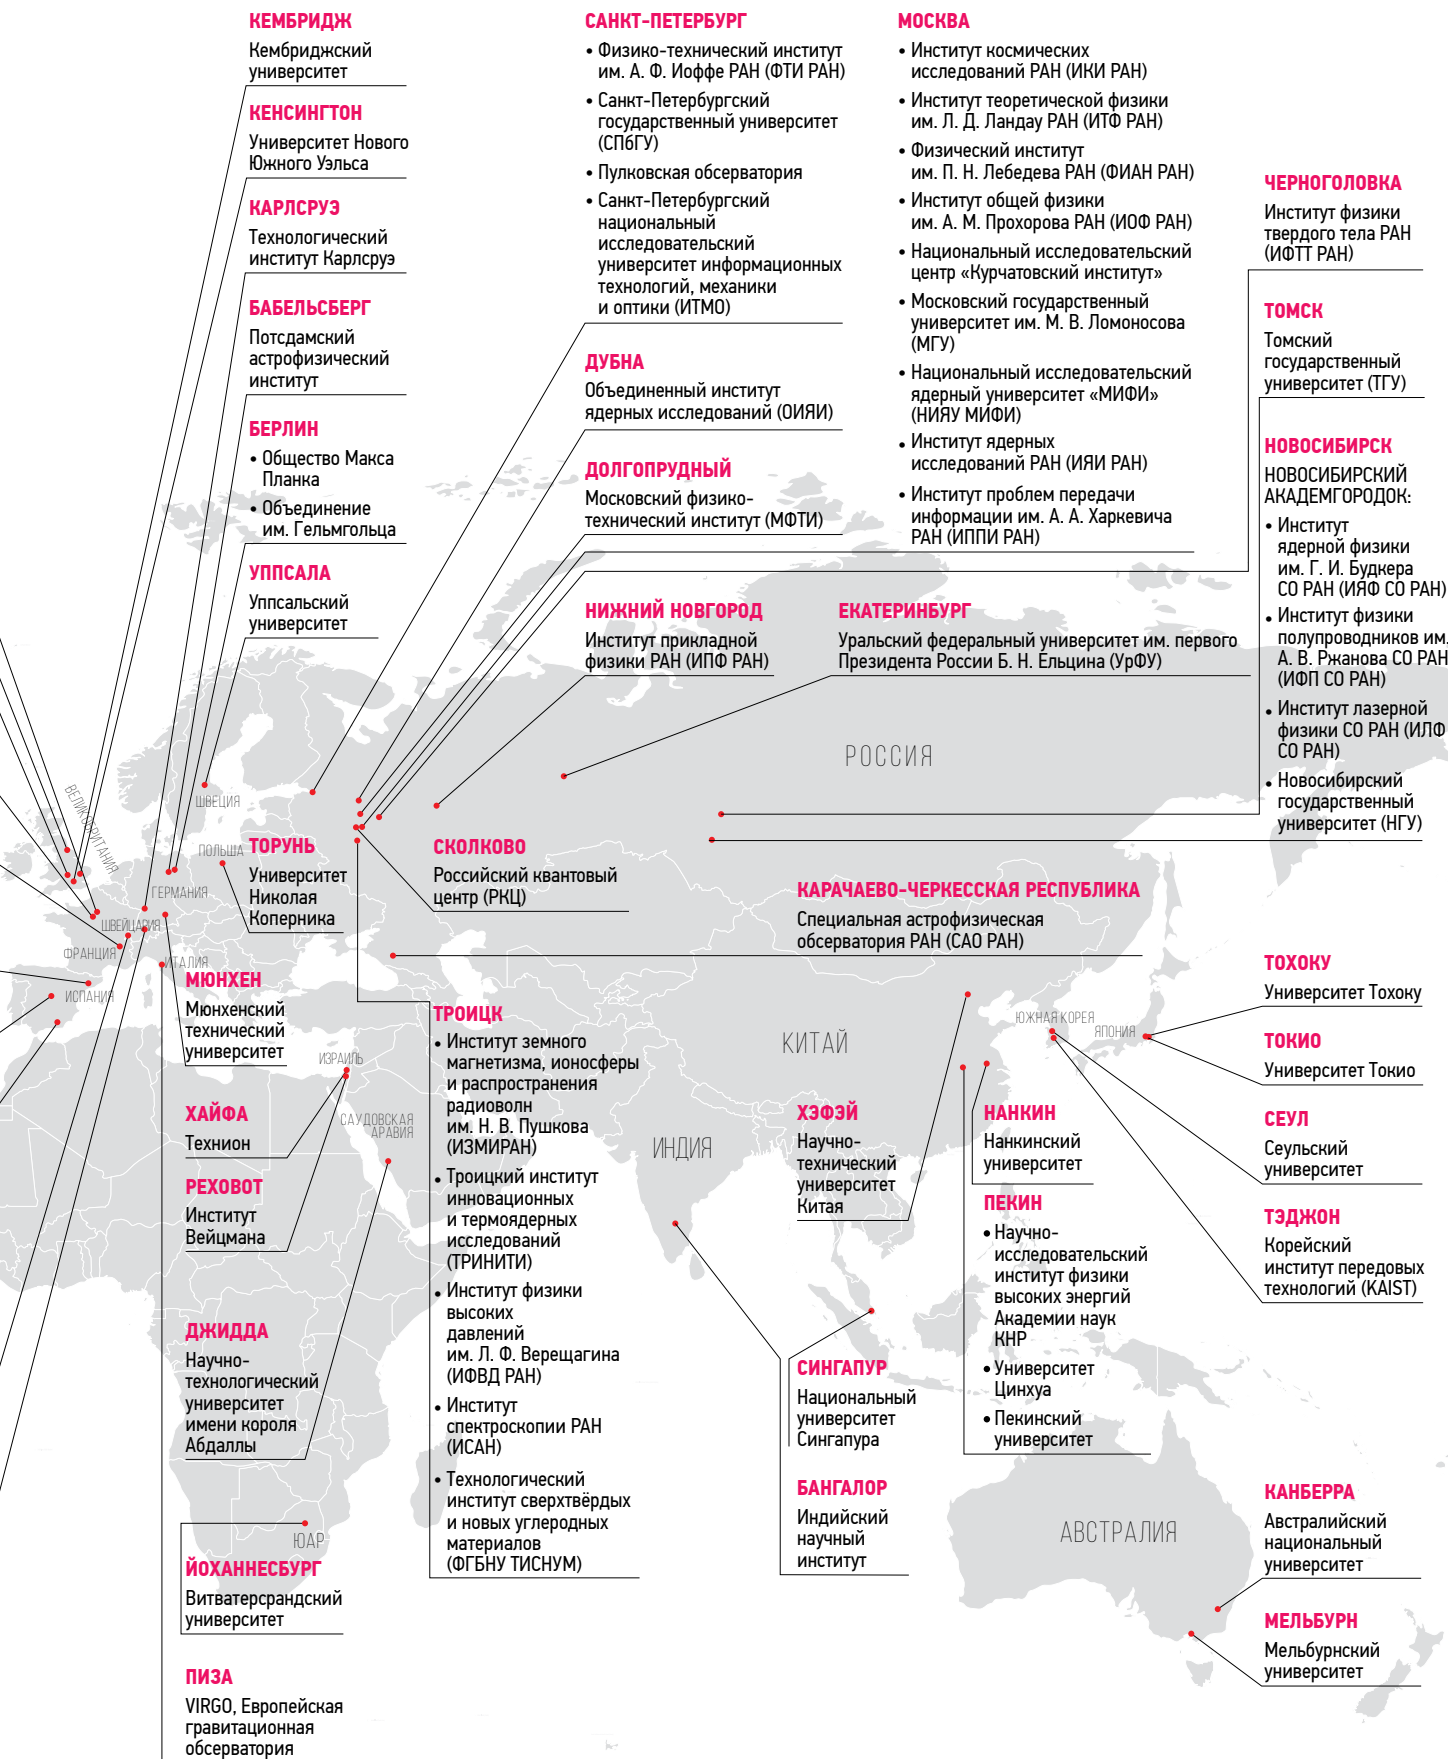 КЕМБРИДЖ
Кембриджский
университет
КЕНСИНГТОН
Университет Нового
Южного Уэльса
КАРЛСРУЭ
Технологический
институт Карлсруэ
БАБЕЛЬСБЕРГ
Потсдамский
астрофизический
институт
БЕРЛИН
• Общество Макса
Планка
• Объединение
им. Гельмгольца
УППСАЛА
Уппсальский
университет
САНКТ-ПЕТЕРБУРГ
• Физико-технический институт
им. А. Ф. Иоффе РАН (ФТИ РАН)
• Санкт-Петербургский
государственный университет
(СПбГУ)
• Пулковская обсерватория
• Санкт-Петербургский
национальный
исследовательский
университет информационных
технологий, механики
и оптики (ИТМО)
ДУБНА
Объединенный институт
ядерных исследований (ОИЯИ)
ДОЛГОПРУДНЫЙ
Московский физико-
технический институт (МФТИ)
МОСКВА
• Институт космических
исследований РАН (ИКИ РАН)
• Институт теоретической физики
им. Л. Д. Ландау РАН (ИТФ РАН)
• Физический институт
им. П. Н. Лебедева РАН (ФИАН РАН)
• Институт общей физики
им. А. М. Прохорова РАН (ИОФ РАН)
• Национальный исследовательский
центр «Курчатовский институт»
• Московский государственный
университет им. М. В. Ломоносова
(МГУ)
• Национальный исследовательский
ядерный университет «МИФИ»
(НИЯУ МИФИ)
• Институт ядерных
исследований РАН (ИЯИ РАН)
• Институт проблем передачи
информации им. А. А. Харкевича
РАН (ИППИ РАН)
ЧЕРНОГОЛОВКА
Институт физики
твердого тела РАН
(ИФТТ РАН)
ТОМСК
Томский
государственный
университет (ТГУ)
НОВОСИБИРСК
НОВОСИБИРСКИЙ
АКАДЕМГОРОДОК:
• Институт
ядерной физики
им. Г. И. Будкера
СО РАН (ИЯФ СО РАН)
• Институт физики
полупроводников им.
А. В. Ржанова СО РАН
(ИФП СО РАН)
• Институт лазерной
физики СО РАН (ИЛФ
СО РАН)
• Новосибирский
государственный
университет (НГУ)
НИЖНИЙ НОВГОРОД
Институт прикладной
физики РАН (ИПФ РАН)
ЕКАТЕРИНБУРГ
Уральский федеральный университет им. первого
Президента России Б. Н. Ельцина (УрФУ)
РОССИЯ
ВЕЛИКОБРИТАНИЯ
ШВЕЦИЯ
ПОЛЬША
ГЕРМАНИЯ
ШВЕЙЦАРИЯ
ФРАНЦИЯ
ИТАЛИЯ
ИСПАНИЯ
ТОРУНЬ
Университет
Николая
Коперника
СКОЛКОВО
Российский квантовый
центр (РКЦ)
КАРАЧАЕВО-ЧЕРКЕССКАЯ РЕСПУБЛИКА
Специальная астрофизическая
обсерватория РАН (САО РАН)
МЮНХЕН
Мюнхенский
технический
университет
ИЗРАИЛЬ
САУДОВСКАЯ
АРАВИЯ
ХАЙФА
Технион
РЕХОВОТ
Институт
Вейцмана
ДЖИДДА
Научно-
технологический
университет
имени короля
Абдаллы
ТРОИЦК
• Институт земного
магнетизма, ионосферы
и распространения
радиоволн
им. Н. В. Пушкова
(ИЗМИРАН)
• Троицкий институт
инновационных
и термоядерных
исследований
(ТРИНИТИ)
• Институт физики
высоких
давлений
им. Л. Ф. Верещагина
(ИФВД РАН)
• Институт
спектроскопии РАН
(ИСАН)
• Технологический
институт сверхтвёрдых
и новых углеродных
материалов
(ФГБНУ ТИСНУМ)
КИТАЙ
ИНДИЯ
ЮЖНАЯ КОРЕЯ
ЯПОНИЯ
ХЭФЭЙ
Научно-
технический
университет
Китая
НАНКИН
Нанкинский
университет
ПЕКИН
• Научно-
исследовательский
институт физики
высоких энергий
Академии наук
КНР
• Университет
Цинхуа
• Пекинский
университет
СИНГАПУР
Национальный
университет
Сингапура
БАНГАЛОР
Индийский
научный
институт
ТОХОКУ
Университет Тохоку
ТОКИО
Университет Токио
СЕУЛ
Сеульский
университет
ТЭДЖОН
Корейский
институт передовых
технологий (KAIST)
АВСТРАЛИЯ
КАНБЕРРА
Австралийский
национальный
университет
МЕЛЬБУРН
Мельбурнский
университет
ЮАР
ЙОХАННЕСБУРГ
Витватерсрандский
университет
ПИЗА
VIRGO, Европейская
гравитационная
обсерватория